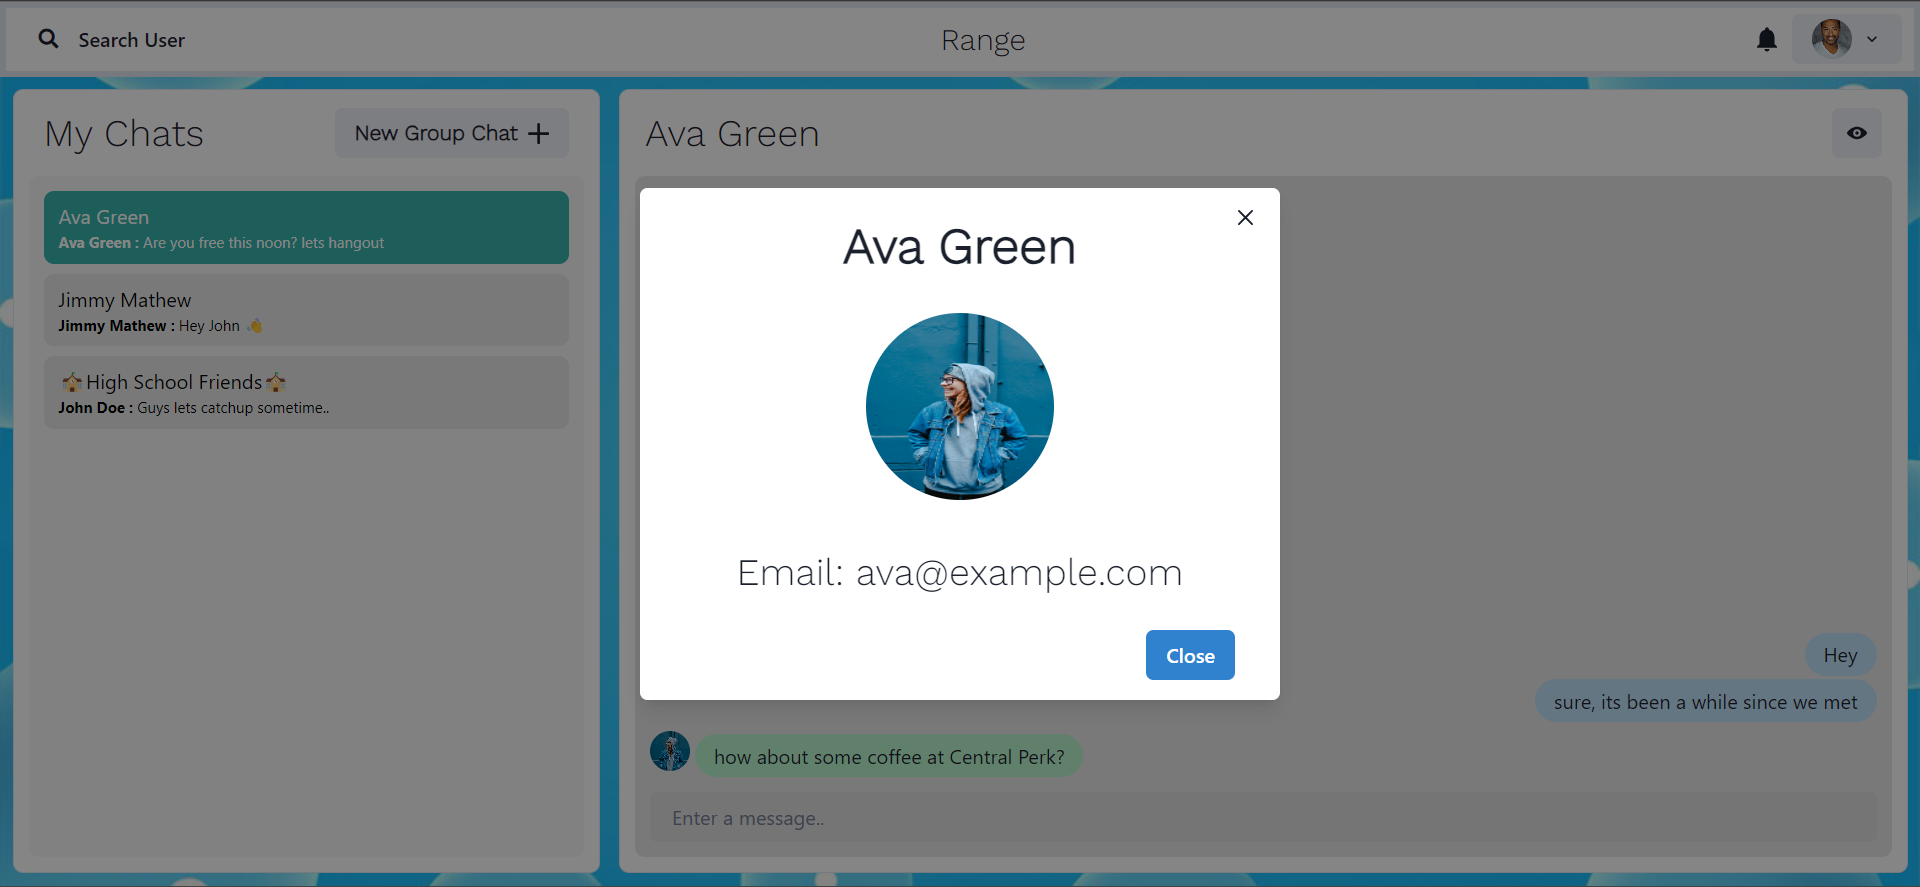 Search User
Range
My Chats
New Group Chat
Ava Green
Ava Green : Are you free this noon? lets hangout
Jimmy Mathew
Jimmy Mathew : Hey John 👋
🏫High School Friends🏫
John Doe : Guys lets catchup sometime..
Ava Green
Ava Green
Email: ava@example.com
Close
Hey
sure, its been a while since we met
how about some coffee at Central Perk?
Enter a message..